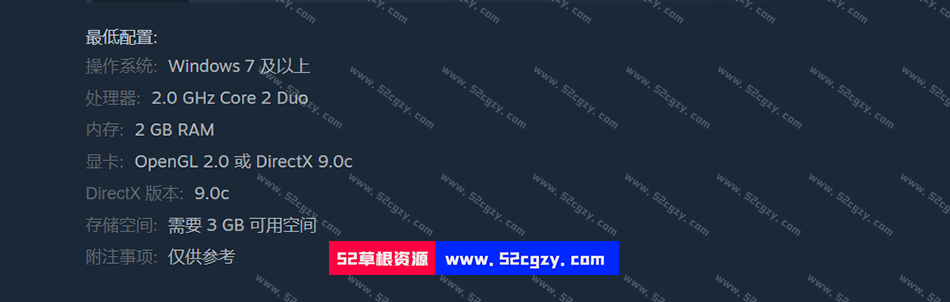 最低配置:
操作系统: Windows 7 及以上
处理器: 2.0 GHz Core 2 Duo
内存: 2 GB RAM
显卡: OpenGL 2.0 或 DirectX 9.0c
DirectX 版本: 9.0c
存储空间: 需要 3 GB 可用空间
附注事项: 仅供参考
52草根资源 www.52cgzy.com
www.52cgzy.com